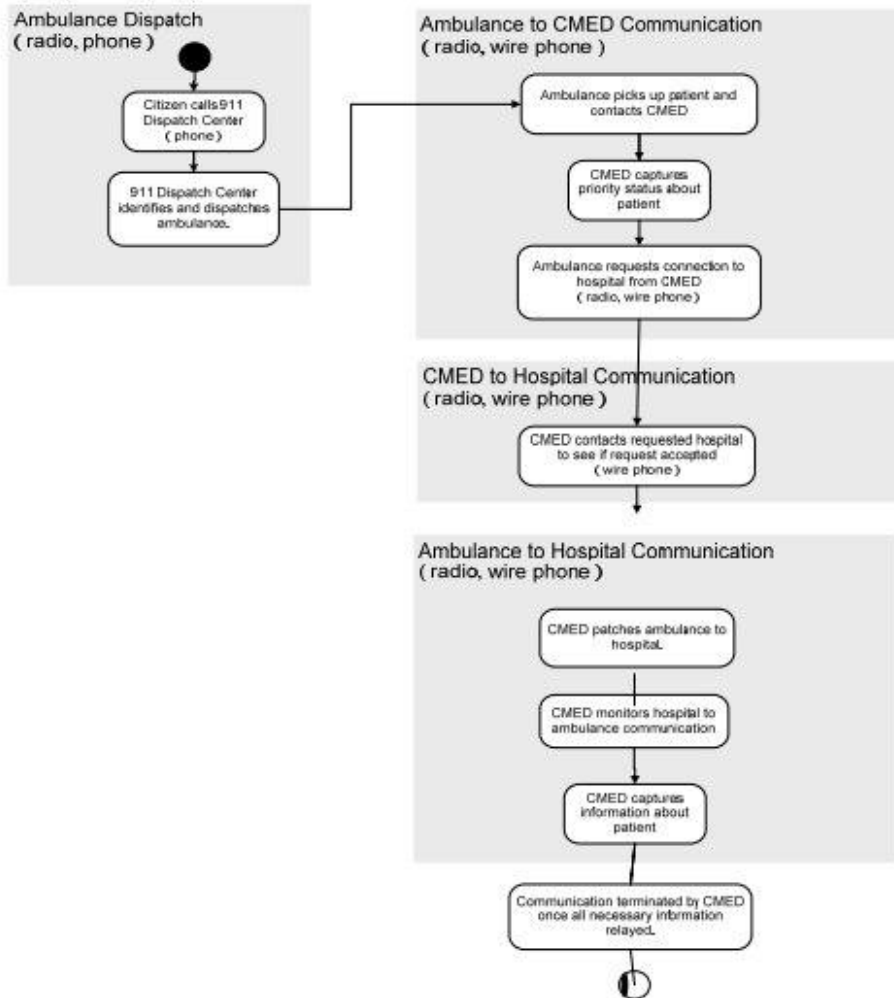 Ambulance Dispatch
( radio, phone )
Citizen calls 911
Dispatch Center
( phone )
911 Dispatch Center
identifies and dispatches
ambulance.
Ambulance to CMED Communication
( radio, wire phone )
Ambulance picks up patient and
contacts CMED
CMED captures
priority status about
patient
Ambulance requests connection to
hospital from CMED
( radio, wire phone )
CMED to Hospital Communication
( radio, wire phone )
CMED contacts requested hospital
to see if request accepted
( wire phone )
Ambulance to Hospital Communication
( radio, wire phone )
CMED patches ambulance to
hospital.
CMED monitors hospital to
ambulance communication
CMED captures
information about
patient
Communication terminated by CMED
once all necessary information
relayed.